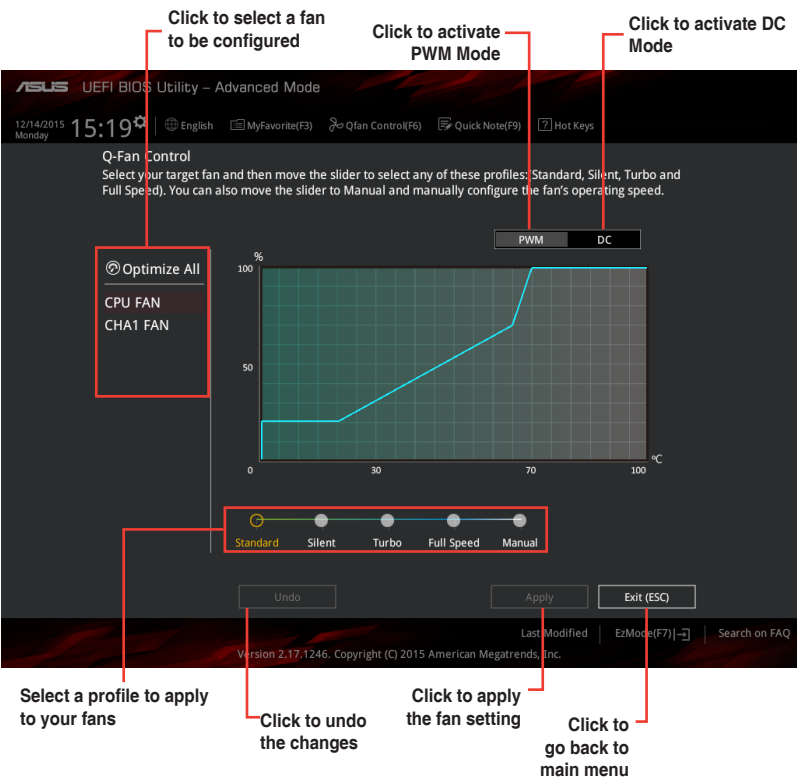 Click to select a fan
to be configured
Click to activate
PWM Mode
Click to activate DC
Mode
ASUS UEFI BIOS Utility – Advanced Mode
12/14/2015
Monday
15:19
English
MyFavorite(F3)
Qfan Control(F6)
Quick Note(F9)
? Hot Keys
Q-Fan Control
Select your target fan and then move the slider to select any of these profiles:(Standard, Silent, Turbo and
Full Speed). You can also move the slider to Manual and manually configure the fan's operating speed.
PWM DC
Optimize All
CPU FAN
CHA1 FAN
%
100
50
0 30 70 100
°C
Standard Silent Turbo Full Speed Manual
Undo Apply Exit (ESC)
Last Modified EzMode(F7) Search on FAQ
Version 2.17.1246. Copyright (C) 2015 American Megatrends, Inc.
Select a profile to apply
to your fans
Click to undo
the changes
Click to apply
the fan setting
Click to
go back to
main menu